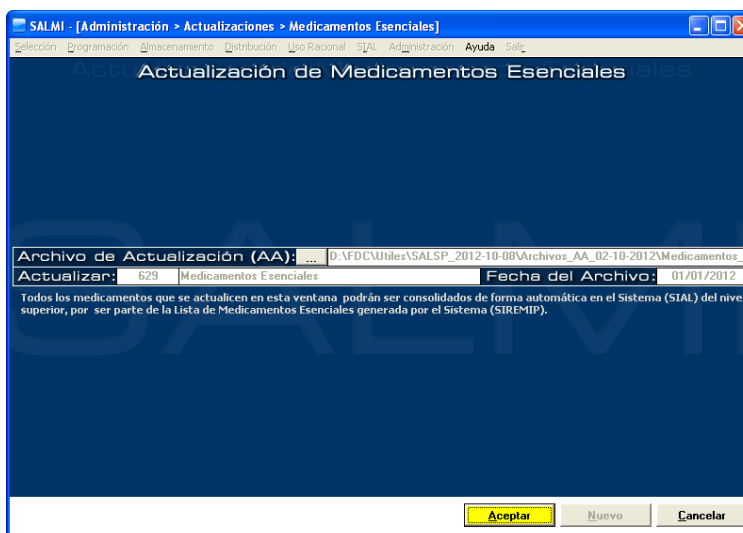 SALMI - [Administración > Actualizaciones > Medicamentos Esenciales]
Selección Programación Almacenamiento Distribución Uso Racional SIAL Administración Ayuda Salir
Actualización de Medicamentos Esenciales
Archivo de Actualización (AA): ... D:\FDC\Utiles\SALSP_2012-10-08\Archivos_AA_02-10-2012\Medicamentos_
Actualizar: 629 Medicamentos Esenciales Fecha del Archivo: 01/01/2012
Todos los medicamentos que se actualicen en esta ventana podrán ser consolidados de forma automática en el Sistema (SIAL) del nive
superior, por ser parte de la Lista de Medicamentos Esenciales generada por el Sistema (SIREMIP).
SALMI
Aceptar Nuevo Cancelar